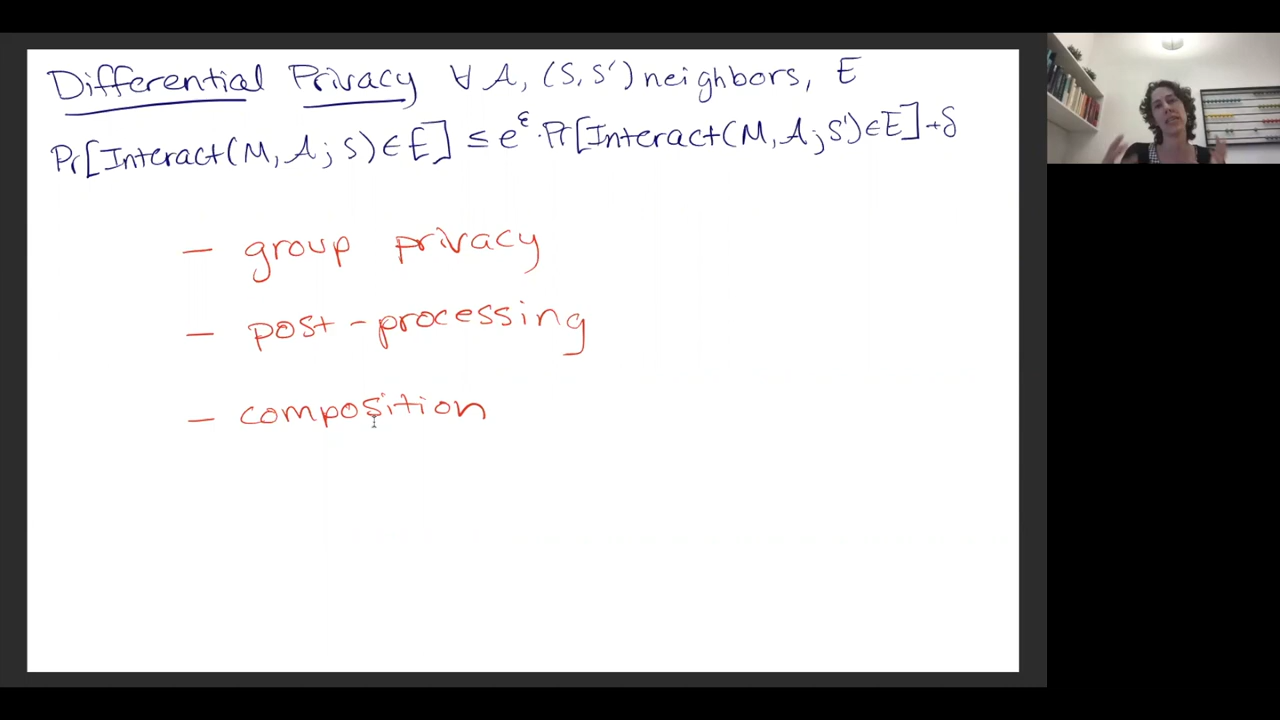 Differential Privacy ∀ A, (S, S′) neighbors, E
Pr[Interact(M, A; S) ∈ E] ≤ e^ε · Pr[Interact(M, A; S′) ∈ E] + δ
– group privacy
– post-processing
– composition